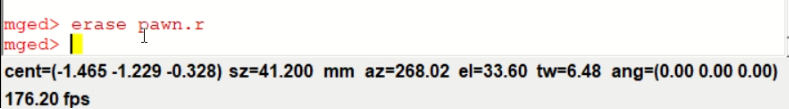 mged> erase pawn.r
mged>
cent=(-1.465 -1.229 -0.328) sz=41.200 mm az=268.02 el=33.60 tw=6.48 ang=(0.00 0.00 0.00)
176.20 fps